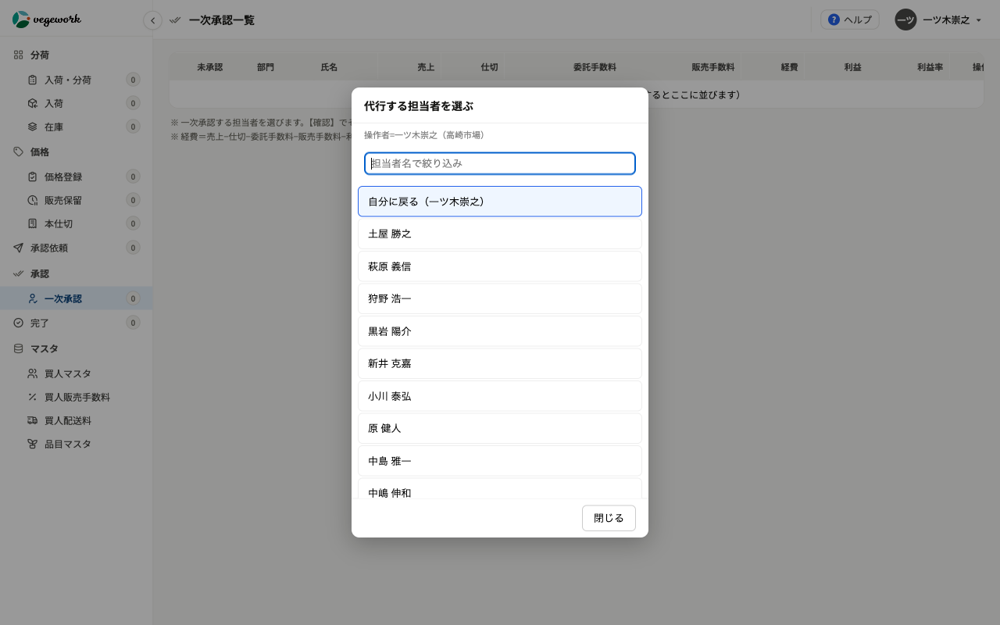 vegework
一次承認一覧
? ヘルプ
一ツ 一ツ木崇之
分荷
入荷・分荷 0
入荷 0
在庫 0
価格
価格登録 0
販売保留 0
本仕切 0
承認依頼 0
承認
一次承認 0
完了 0
マスタ
買人マスタ
買人販売手数料
買人配送料
品目マスタ
未承認 部門 氏名 売上 仕切 委託手数料 販売手数料 経費 利益 利益率
するとここに並びます）
※ 一次承認する担当者を選びます。【確認】で
※ 経費＝売上−仕切−委託手数料−販売手数料−
代行する担当者を選ぶ
操作者=一ツ木崇之（高崎市場）
担当者名で絞り込み
自分に戻る（一ツ木崇之）
土屋 勝之
萩原 義信
狩野 浩一
黒岩 陽介
新井 克嘉
小川 泰弘
原 健人
中島 雅一
中嶋 伸和
閉じる